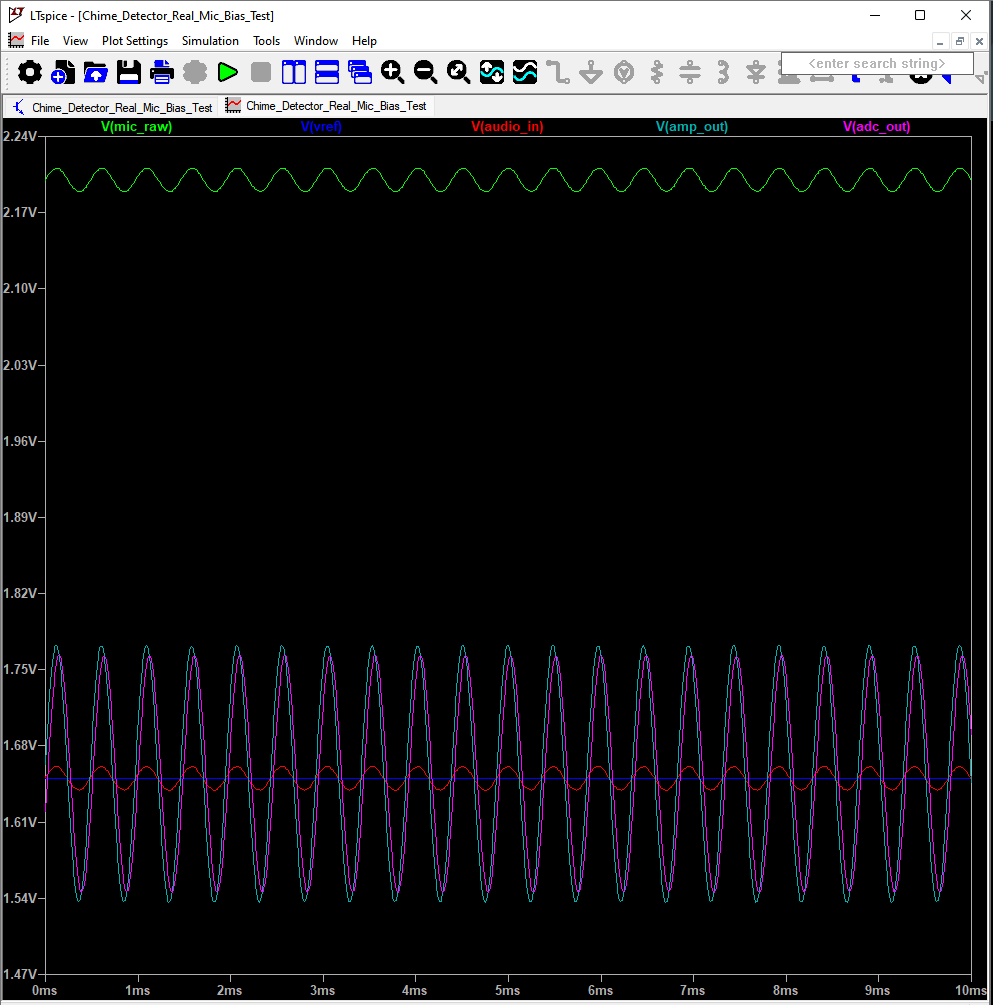 LTspice - [Chime_Detector_Real_Mic_Bias_Test]
File View Plot Settings Simulation Tools Window Help
<enter search string>
Chime_Detector_Real_Mic_Bias_Test Chime_Detector_Real_Mic_Bias_Test
V(mic_raw) V(vref) V(audio_in) V(amp_out) V(adc_out)
2.24V
2.17V
2.10V
2.03V
1.96V
1.89V
1.82V
1.75V
1.68V
1.61V
1.54V
1.47V
0ms 1ms 2ms 3ms 4ms 5ms 6ms 7ms 8ms 9ms 10ms